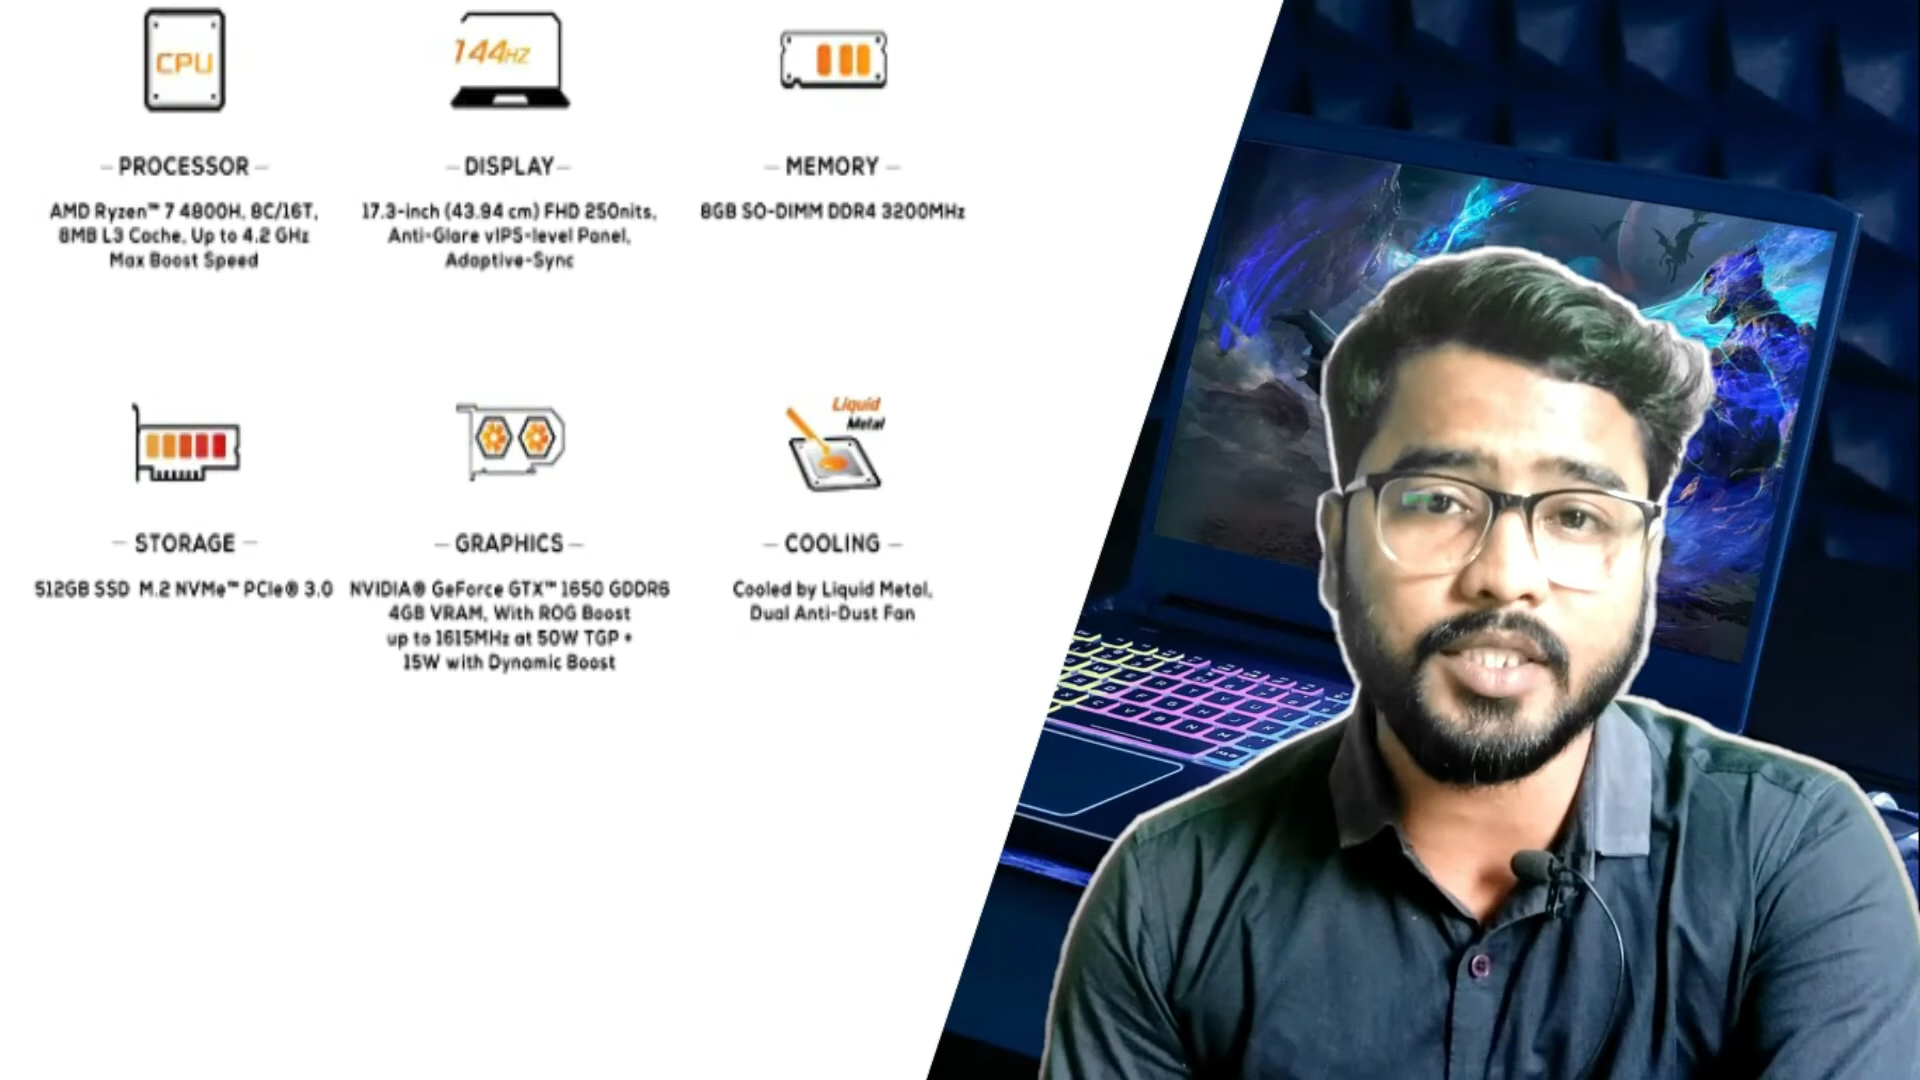 CPU
144HZ
- PROCESSOR -
- DISPLAY -
- MEMORY -
AMD Ryzen™ 7 4800H, 8C/16T,
8MB L3 Cache, Up to 4.2 GHz
Max Boost Speed
17.3-inch (43.94 cm) FHD 250nits,
Anti-Glare vIPS-level Panel,
Adaptive-Sync
8GB SO-DIMM DDR4 3200MHz
Liquid
Metal
- STORAGE -
- GRAPHICS -
- COOLING -
512GB SSD M.2 NVMe™ PCIe® 3.0
NVIDIA® GeForce GTX™ 1650 GDDR6
4GB VRAM, With ROG Boost
up to 1615MHz at 50W TGP +
15W with Dynamic Boost
Cooled by Liquid Metal,
Dual Anti-Dust Fan